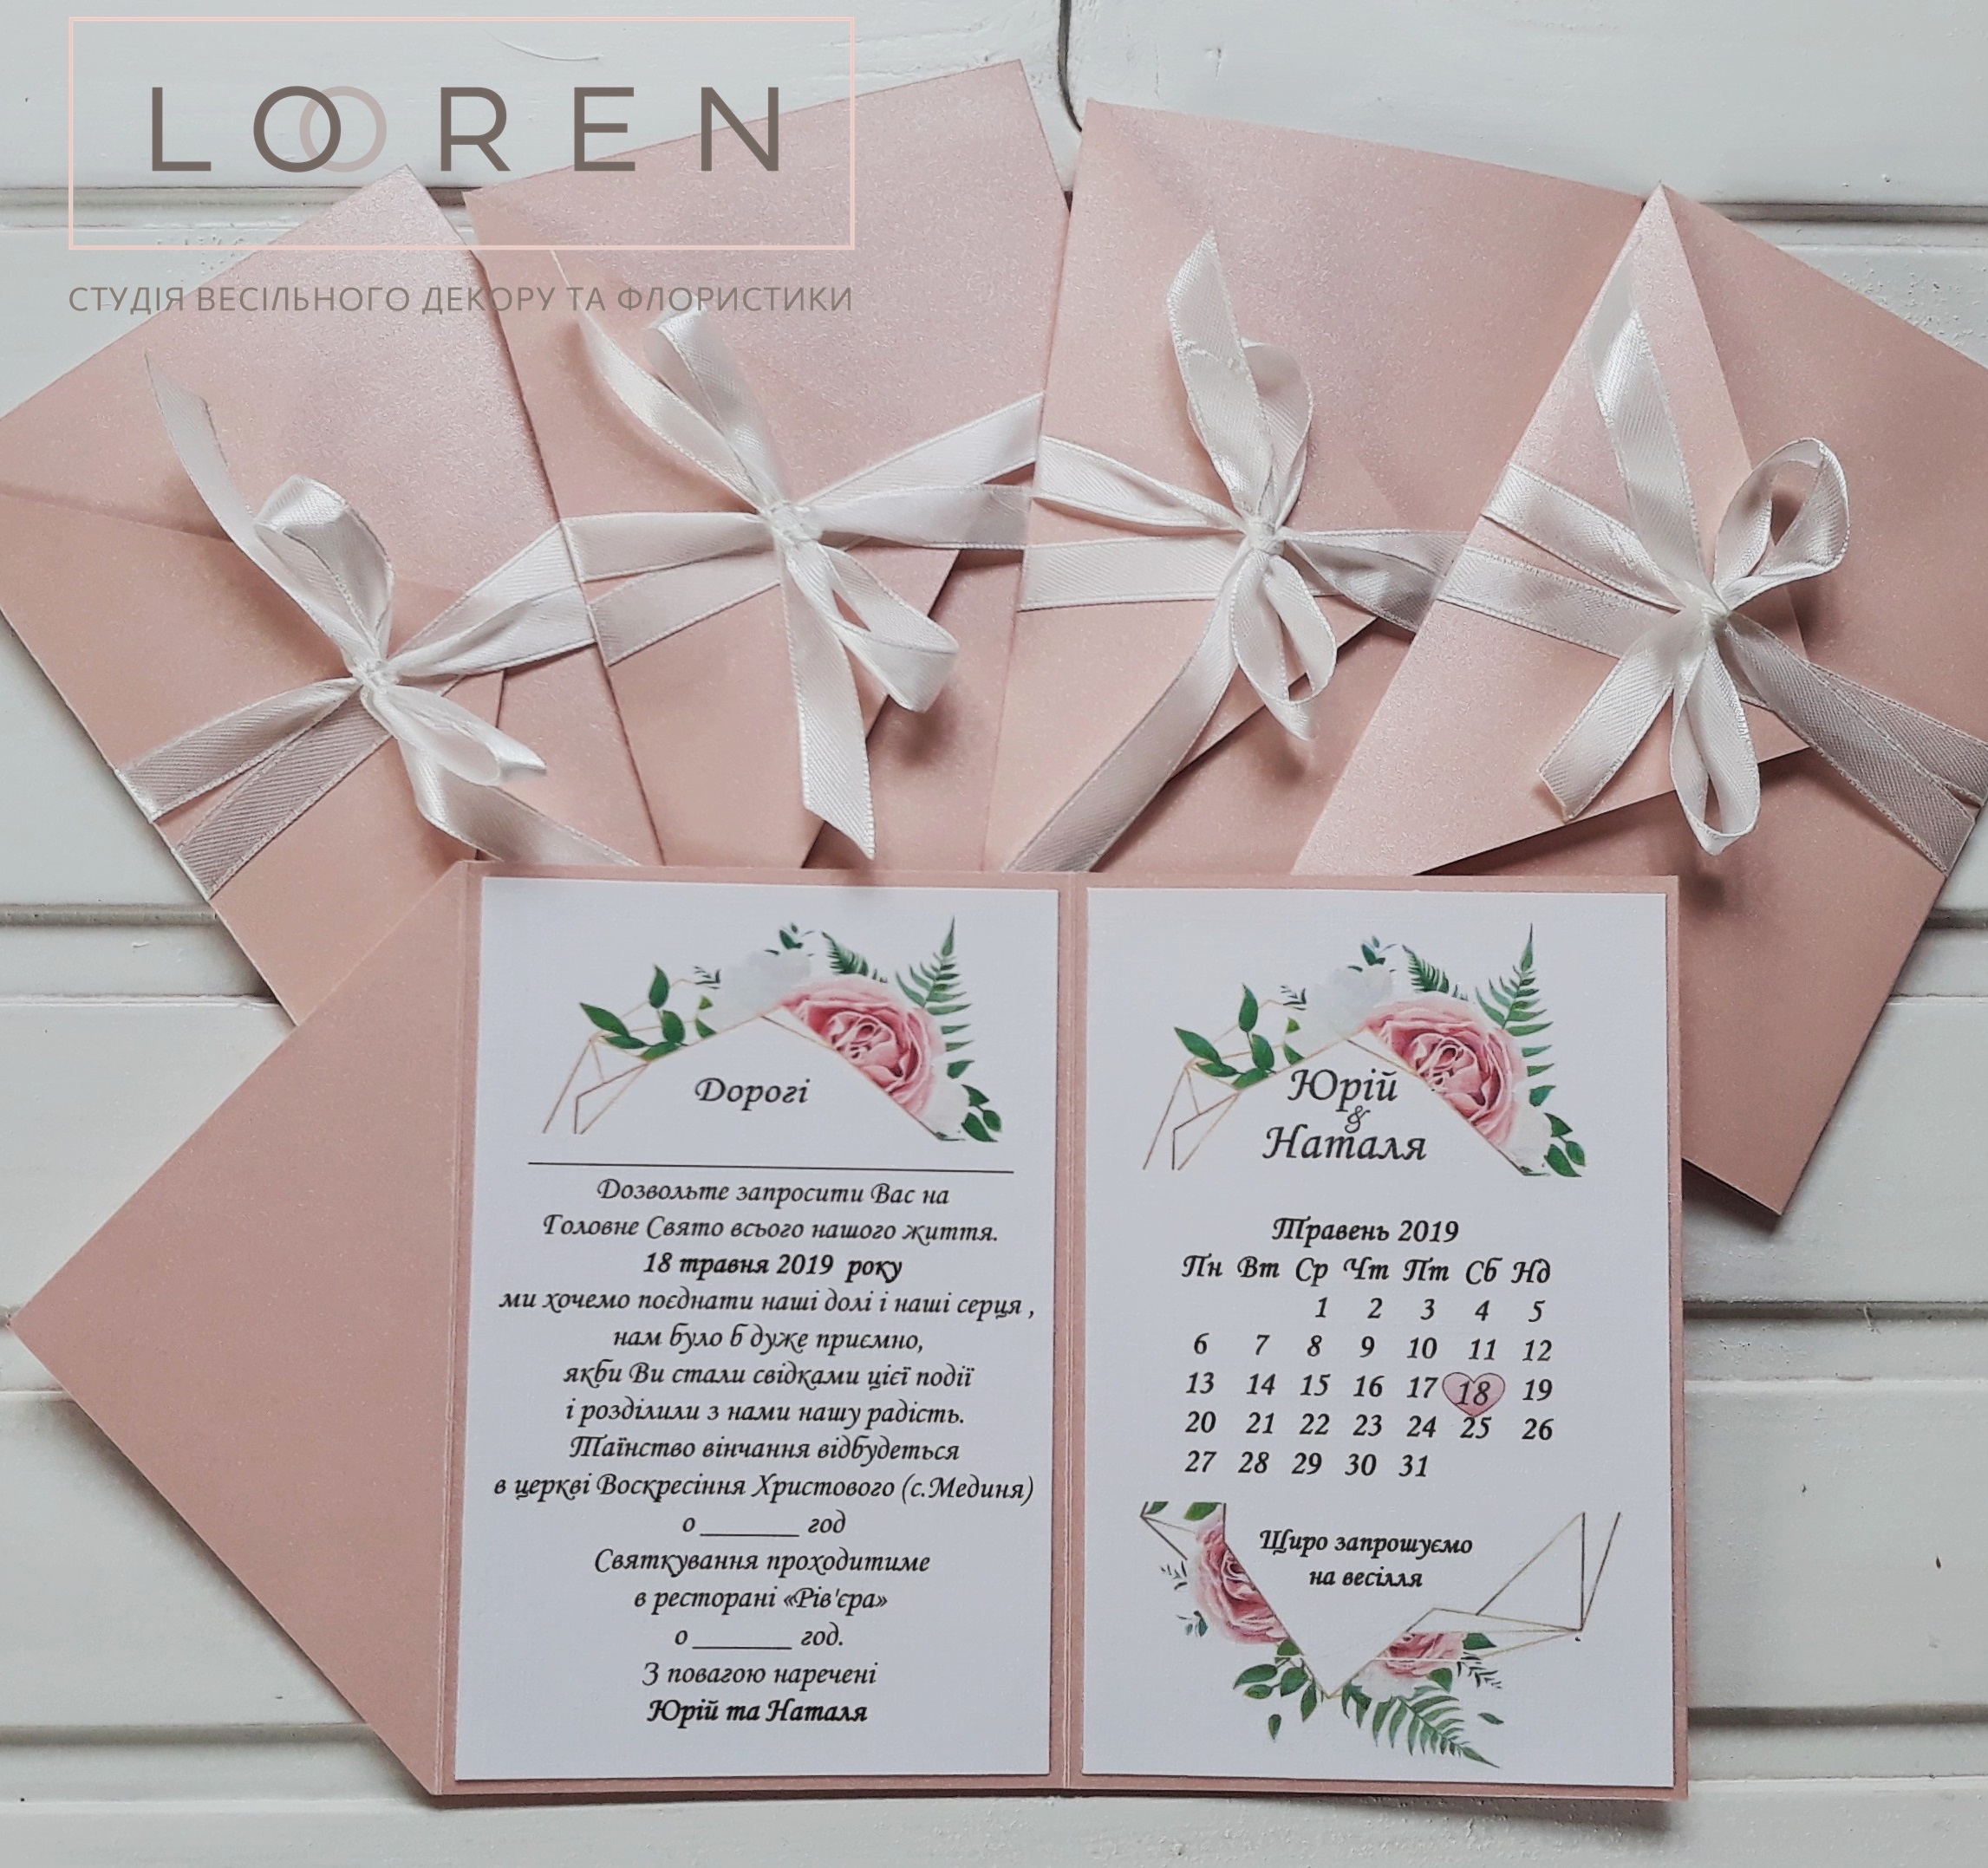 LOOREN
СТУДІЯ ВЕСІЛЬНОГО ДЕКОРУ ТА ФЛОРИСТИКИ
Дорогі
Дозвольте запросити Вас на
Головне Свято всього нашого життя.
18 травня 2019 року
ми хочемо поєднати наші долі і наші серця ,
нам було б дуже приємно,
якби Ви стали свідками цієї події
і розділили з нами нашу радість.
Таїнство вінчання відбудеться
в церкві Воскресіння Христового (с.Мединя)
о _______ год
Святкування проходитиме
в ресторані «Рів'єра»
о _______ год.
З повагою наречені
Юрій та Наталя
Юрій
&
Наталя
Травень 2019
Пн Вт Ср Чт Пт Сб Нд
1 2 3 4 5
6 7 8 9 10 11 12
13 14 15 16 17 18 19
20 21 22 23 24 25 26
27 28 29 30 31
Щиро запрошуємо
на весілля